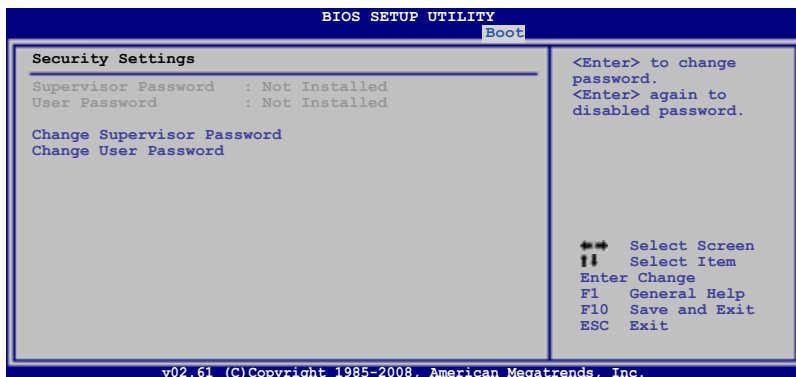 BIOS SETUP UTILITY
Boot
Security Settings
Supervisor Password : Not Installed
User Password : Not Installed
Change Supervisor Password
Change User Password
<Enter> to change
password.
<Enter> again to
disabled password.
Select Screen
Select Item
Enter Change
F1 General Help
F10 Save and Exit
ESC Exit
v02.61 (C)Copyright 1985-2008, American Megatrends, Inc.